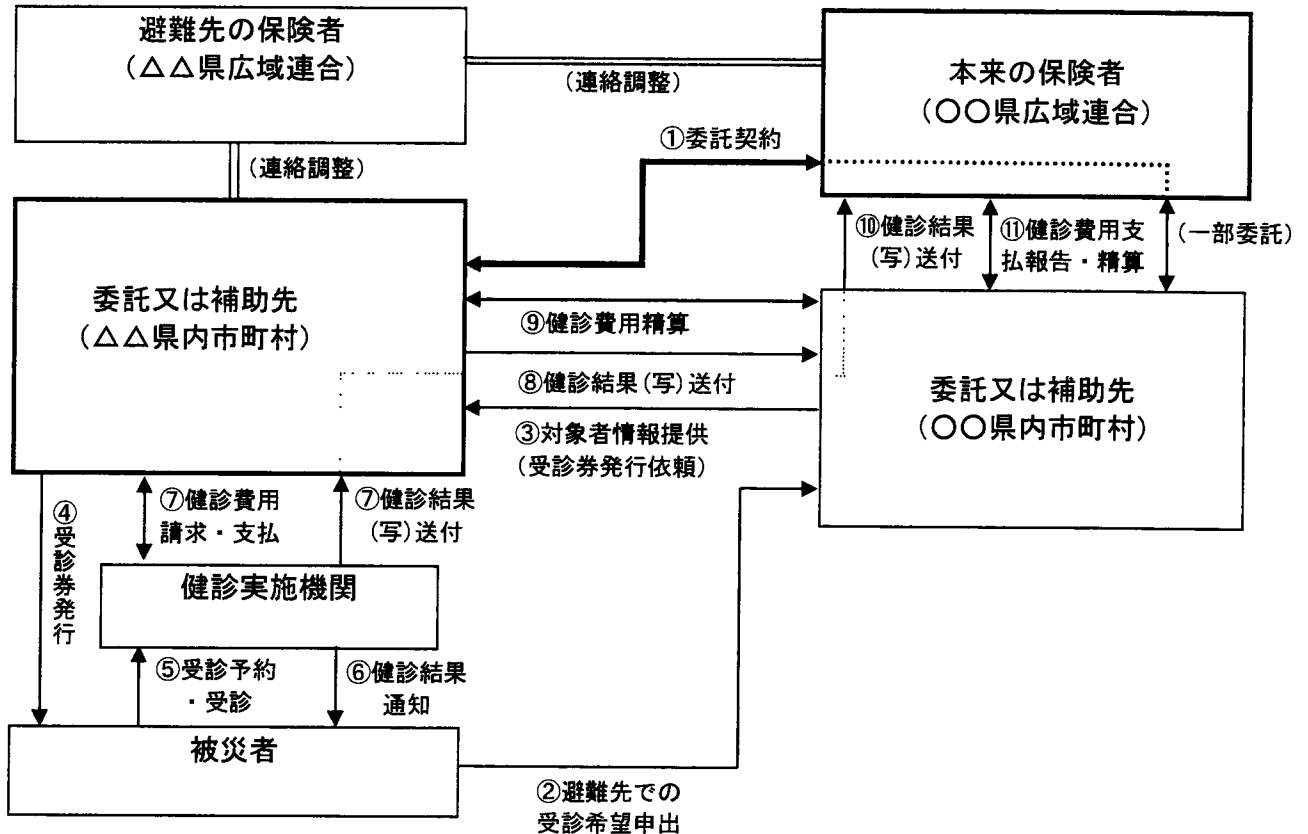 避難先の保険者
（△△県広域連合）
（連絡調整）
本来の保険者
（〇〇県広域連合）
①委託契約
（連絡調整）
⑩健診結果
（写）送付
⑪健診費用支
払報告・精算
（一部委託）
委託又は補助先
（△△県内市町村）
⑨健診費用精算
⑧健診結果（写）送付
委託又は補助先
（〇〇県内市町村）
③対象者情報提供
（受診券発行依頼）
④受診券発行
⑦健診費用
請求・支払
⑦健診結果
（写）送付
健診実施機関
⑤受診予約
・受診
⑥健診結果
通知
被災者
②避難先での
受診希望申出